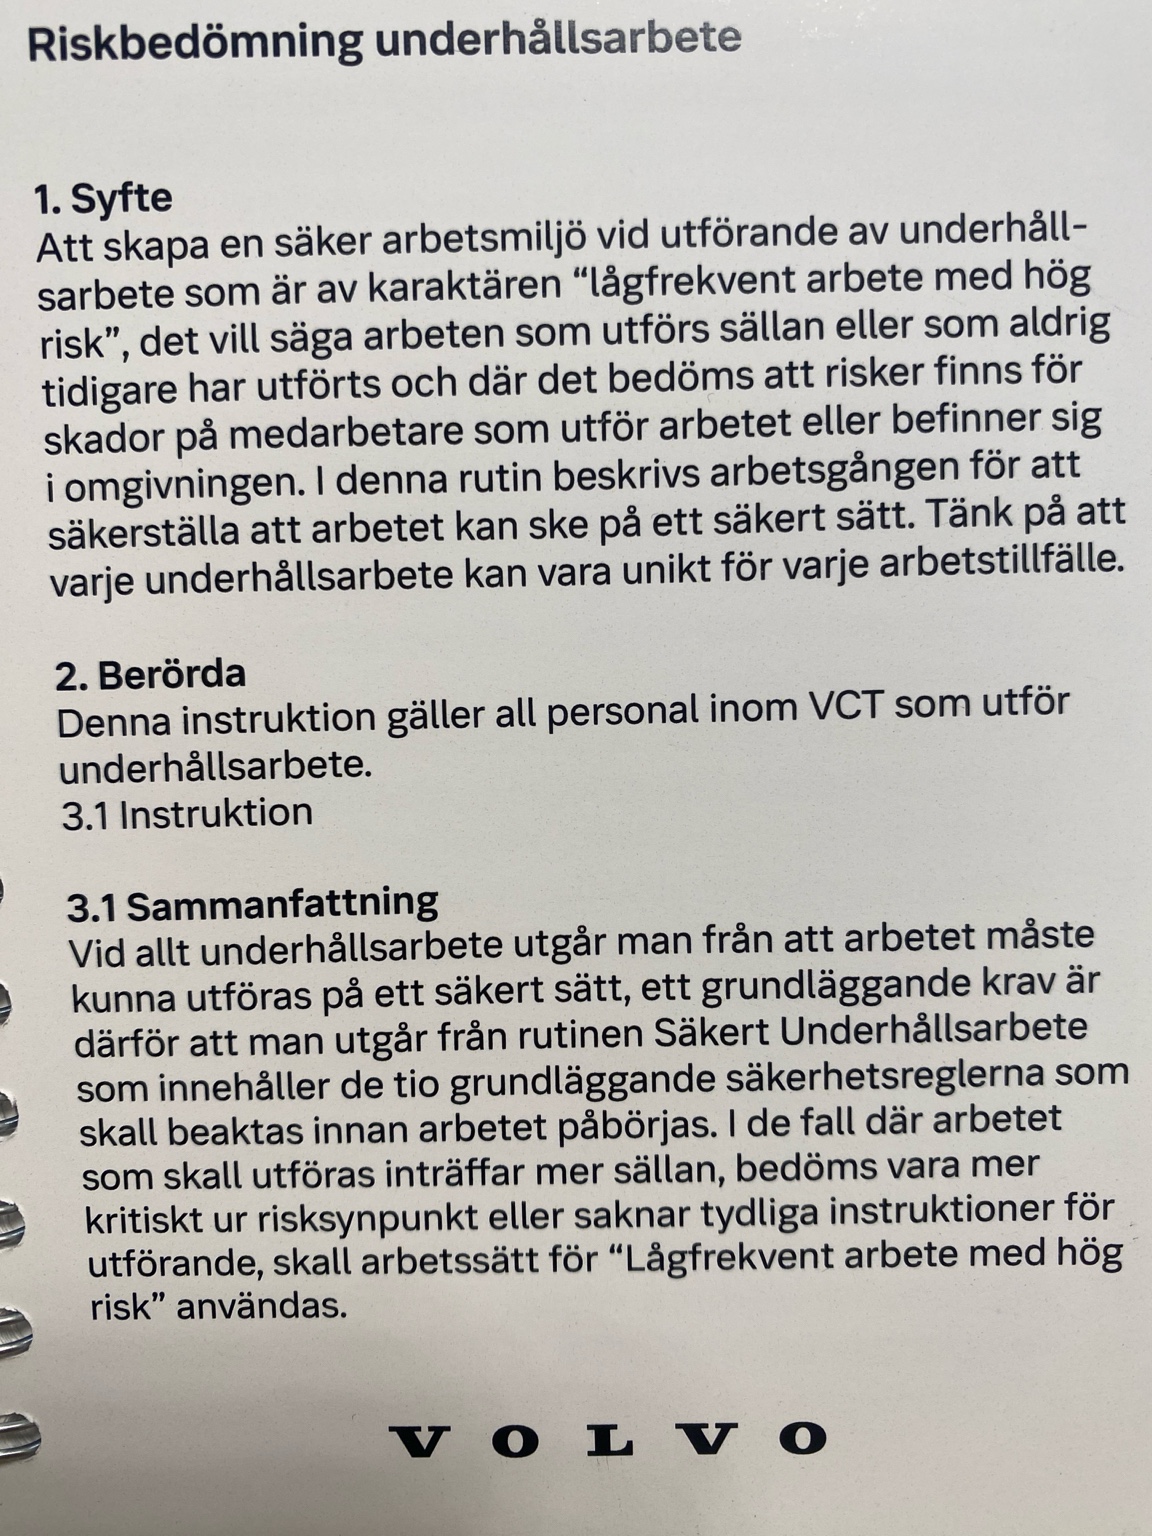 Riskbedömning underhållsarbete
1. Syfte
Att skapa en säker arbetsmiljö vid utförande av underhåll-
sarbete som är av karaktären “lågfrekvent arbete med hög
risk”, det vill säga arbeten som utförs sällan eller som aldrig
tidigare har utförts och där det bedöms att risker finns för
skador på medarbetare som utför arbetet eller befinner sig
i omgivningen. I denna rutin beskrivs arbetsgången för att
säkerställa att arbetet kan ske på ett säkert sätt. Tänk på att
varje underhållsarbete kan vara unikt för varje arbetstillfälle.
2. Berörda
Denna instruktion gäller all personal inom VCT som utför
underhållsarbete.
3.1 Instruktion
3.1 Sammanfattning
Vid allt underhållsarbete utgår man från att arbetet måste
kunna utföras på ett säkert sätt, ett grundläggande krav är
därför att man utgår från rutinen Säkert Underhållsarbete
som innehåller de tio grundläggande säkerhetsreglerna som
skall beaktas innan arbetet påbörjas. I de fall där arbetet
som skall utföras inträffar mer sällan, bedöms vara mer
kritiskt ur risksynpunkt eller saknar tydliga instruktioner för
utförande, skall arbetssätt för “Lågfrekvent arbete med hög
risk” användas.
VOLVO